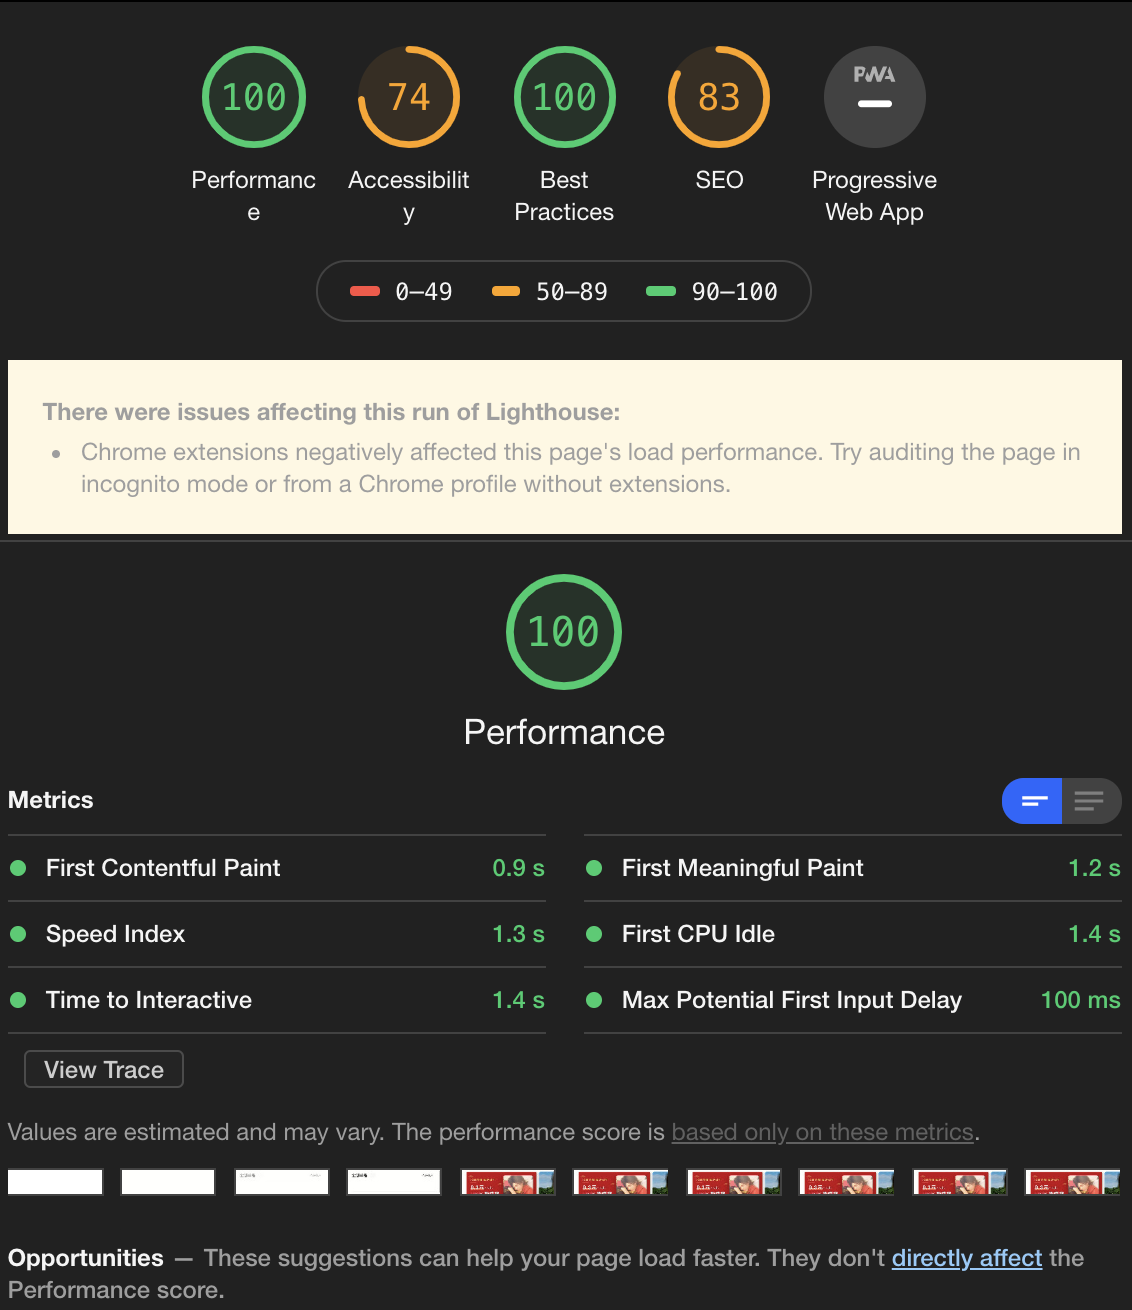 100
74
100
83
PWA
Performanc
e
Accessibilit
y
Best
Practices
SEO
Progressive
Web App
0–49
50–89
90–100
There were issues affecting this run of Lighthouse:
• Chrome extensions negatively affected this page's load performance. Try auditing the page in
incognito mode or from a Chrome profile without extensions.
100
Performance
Metrics
First Contentful Paint 0.9 s
First Meaningful Paint 1.2 s
Speed Index 1.3 s
First CPU Idle 1.4 s
Time to Interactive 1.4 s
Max Potential First Input Delay 100 ms
View Trace
Values are estimated and may vary. The performance score is based only on these metrics.
Opportunities — These suggestions can help your page load faster. They don't directly affect the
Performance score.